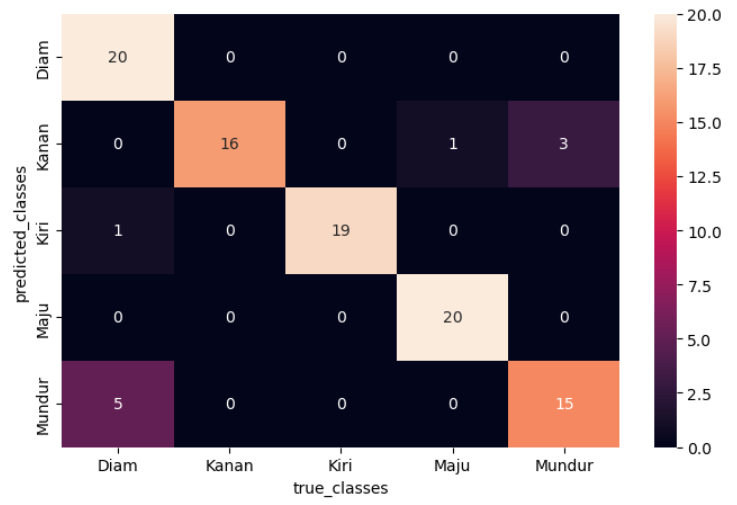 predicted_classes
Diam 20 0 0 0 0
Kanan 0 16 0 1 3
Kiri 1 0 19 0 0
Maju 0 0 0 20 0
Mundur 5 0 0 0 15
Diam Kanan Kiri Maju Mundur
true_classes
20.0
17.5
15.0
12.5
10.0
7.5
5.0
2.5
0.0